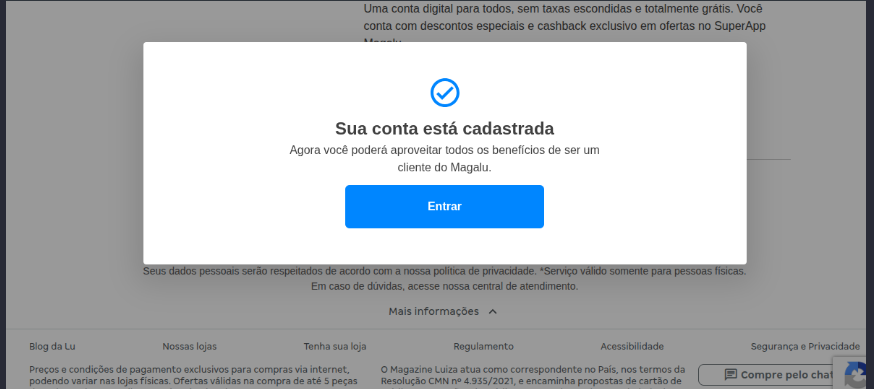 Uma conta digital para todos, sem taxas escondidas e totalmente grátis. Você
conta com descontos especiais e cashback exclusivo em ofertas no SuperApp
Magalu
Sua conta está cadastrada
Agora você poderá aproveitar todos os benefícios de ser um
cliente do Magalu.
Entrar
Seus dados pessoais serão respeitados de acordo com a nossa política de privacidade. *Serviço válido somente para pessoas físicas.
Em caso de dúvidas, acesse nossa central de atendimento.
Mais informações
Blog da Lu Nossas lojas Tenha sua loja Regulamento Acessibilidade Segurança e Privacidade
Preços e condições de pagamento exclusivos para compras via internet,
podendo variar nas lojas físicas. Ofertas válidas na compra de até 5 peças
O Magazine Luiza atua como correspondente no País, nos termos da
Resolução CMN nº 4.935/2021, e encaminha propostas de cartão de
Compre pelo chat